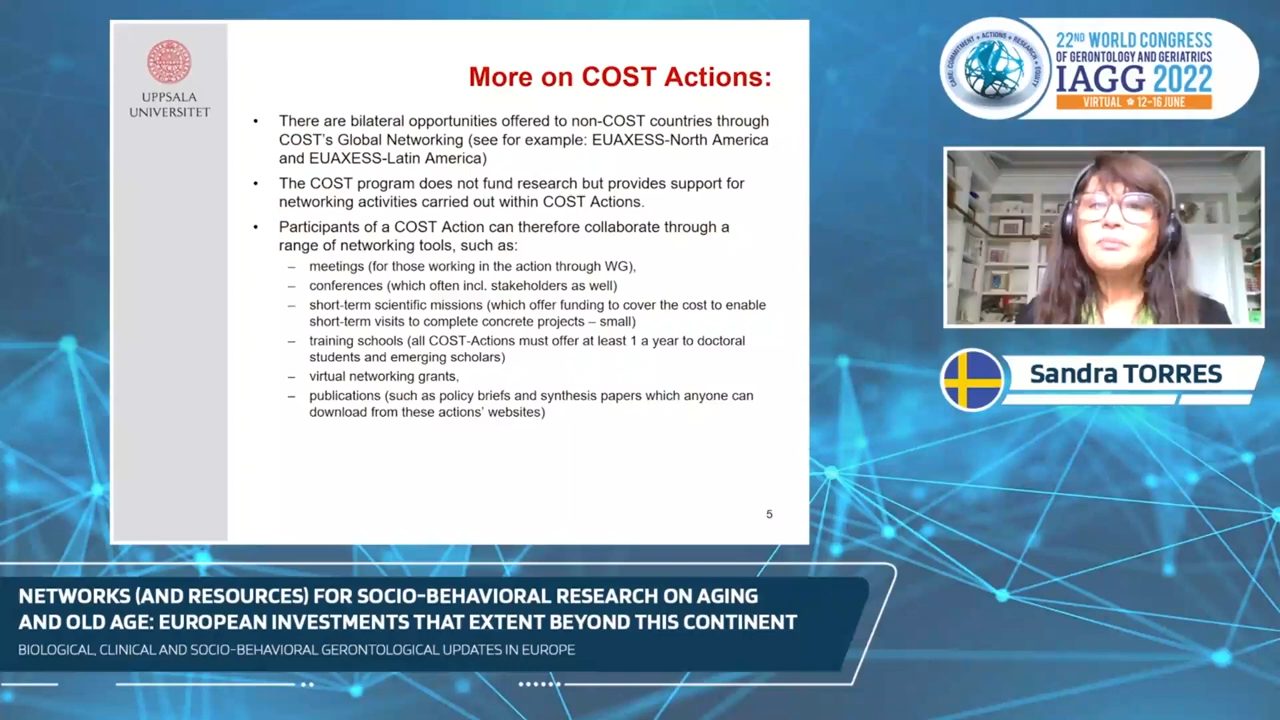 UPPSALA
UNIVERSITET
More on COST Actions:
• There are bilateral opportunities offered to non-COST countries through
COST's Global Networking (see for example: EUAXESS-North America
and EUAXESS-Latin America)
• The COST program does not fund research but provides support for
networking activities carried out within COST Actions.
• Participants of a COST Action can therefore collaborate through a
range of networking tools, such as:
– meetings (for those working in the action through WG),
– conferences (which often incl. stakeholders as well)
– short-term scientific missions (which offer funding to cover the cost to enable
short-term visits to complete concrete projects – small)
– training schools (all COST-Actions must offer at least 1 a year to doctoral
students and emerging scholars)
– virtual networking grants,
– publications (such as policy briefs and synthesis papers which anyone can
download from these actions' websites)
5
CARE, COMMITMENT + ACTIONS + RESEARCH + EQUITY
22ND WORLD CONGRESS
OF GERONTOLOGY AND GERIATRICS
IAGG 2022
VIRTUAL 12-16 JUNE
Sandra TORRES
NETWORKS (AND RESOURCES) FOR SOCIO-BEHAVIORAL RESEARCH ON AGING
AND OLD AGE: EUROPEAN INVESTMENTS THAT EXTENT BEYOND THIS CONTINENT
BIOLOGICAL, CLINICAL AND SOCIO-BEHAVIORAL GERONTOLOGICAL UPDATES IN EUROPE